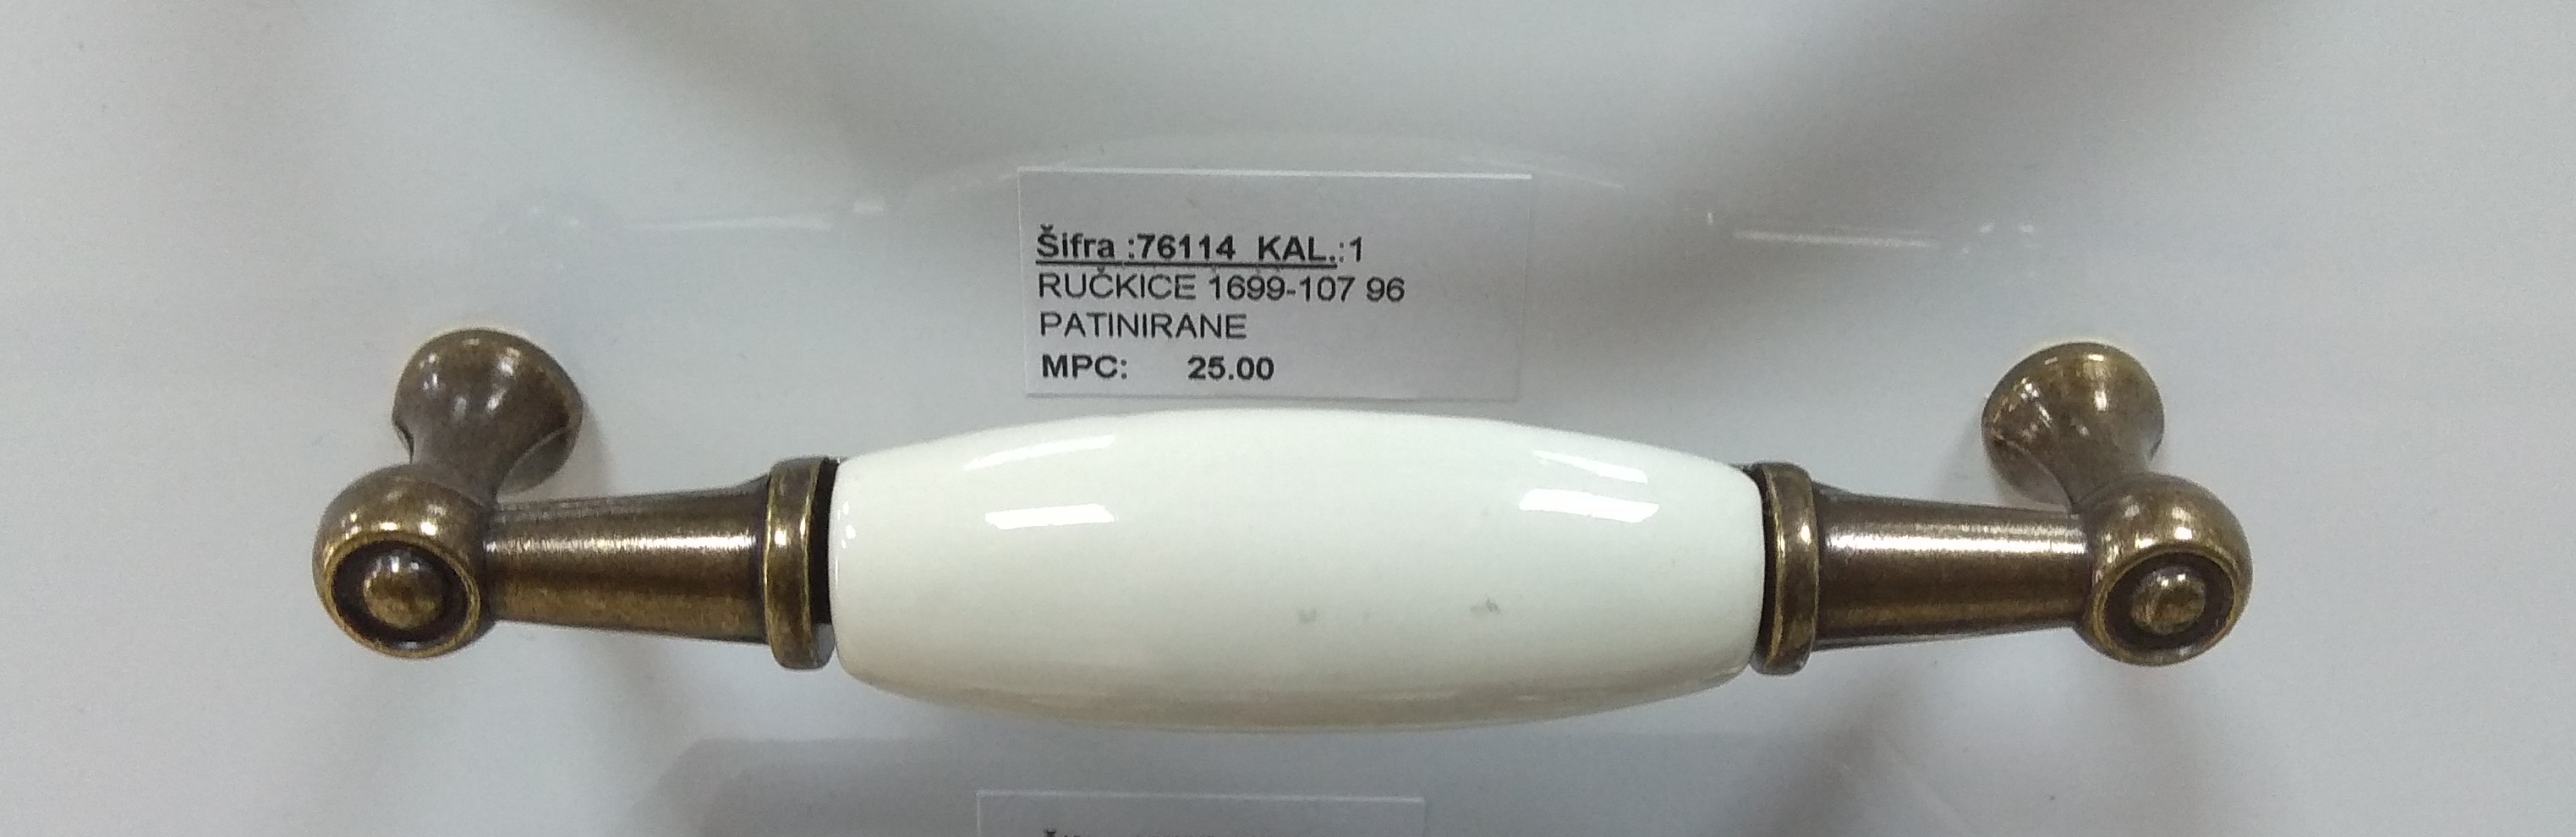 Šifra :76114 KAL.:1
RUČKICE 1699-107 96
PATINIRANE
MPC: 25.00